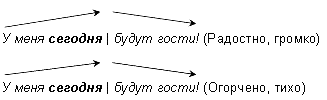 У меня сегодня | будут гости! (Радостно, громко)
У меня сегодня | будут гости! (Огорчено, тихо)